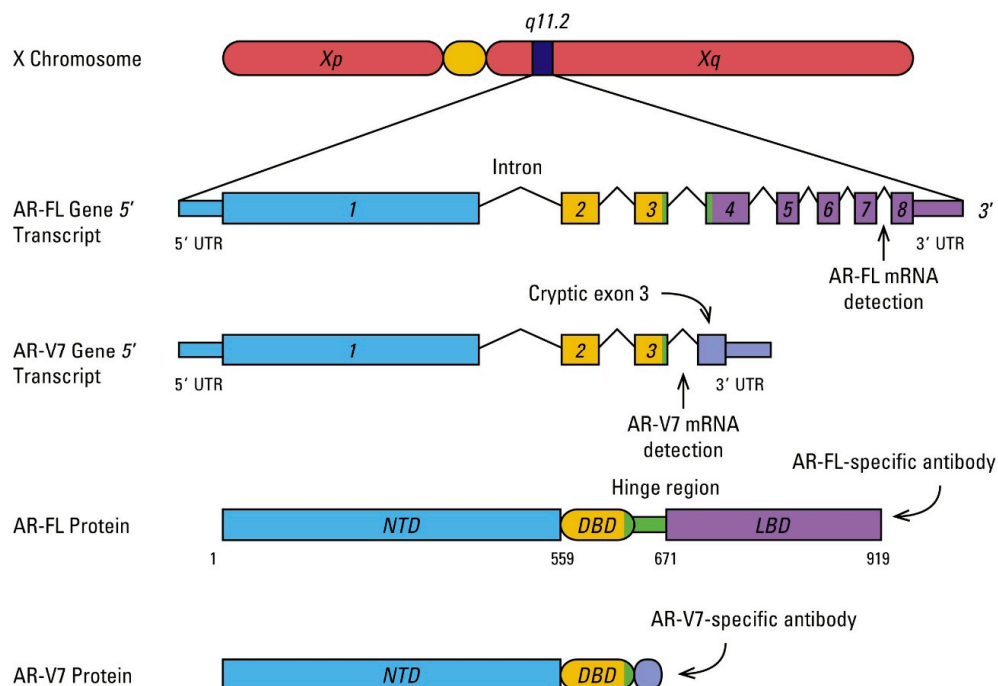 q11.2
X Chromosome
Xp
Xq
Intron
AR-FL Gene 5′
Transcript
1
2
3
4
5
6
7
8
3′
5′ UTR
3′ UTR
AR-FL mRNA
detection
Cryptic exon 3
AR-V7 Gene 5′
Transcript
1
2
3
5′ UTR
3′ UTR
AR-V7 mRNA
detection
AR-FL-specific antibody
Hinge region
AR-FL Protein
NTD
DBD
LBD
1
559
671
919
AR-V7-specific antibody
AR-V7 Protein
NTD
DBD